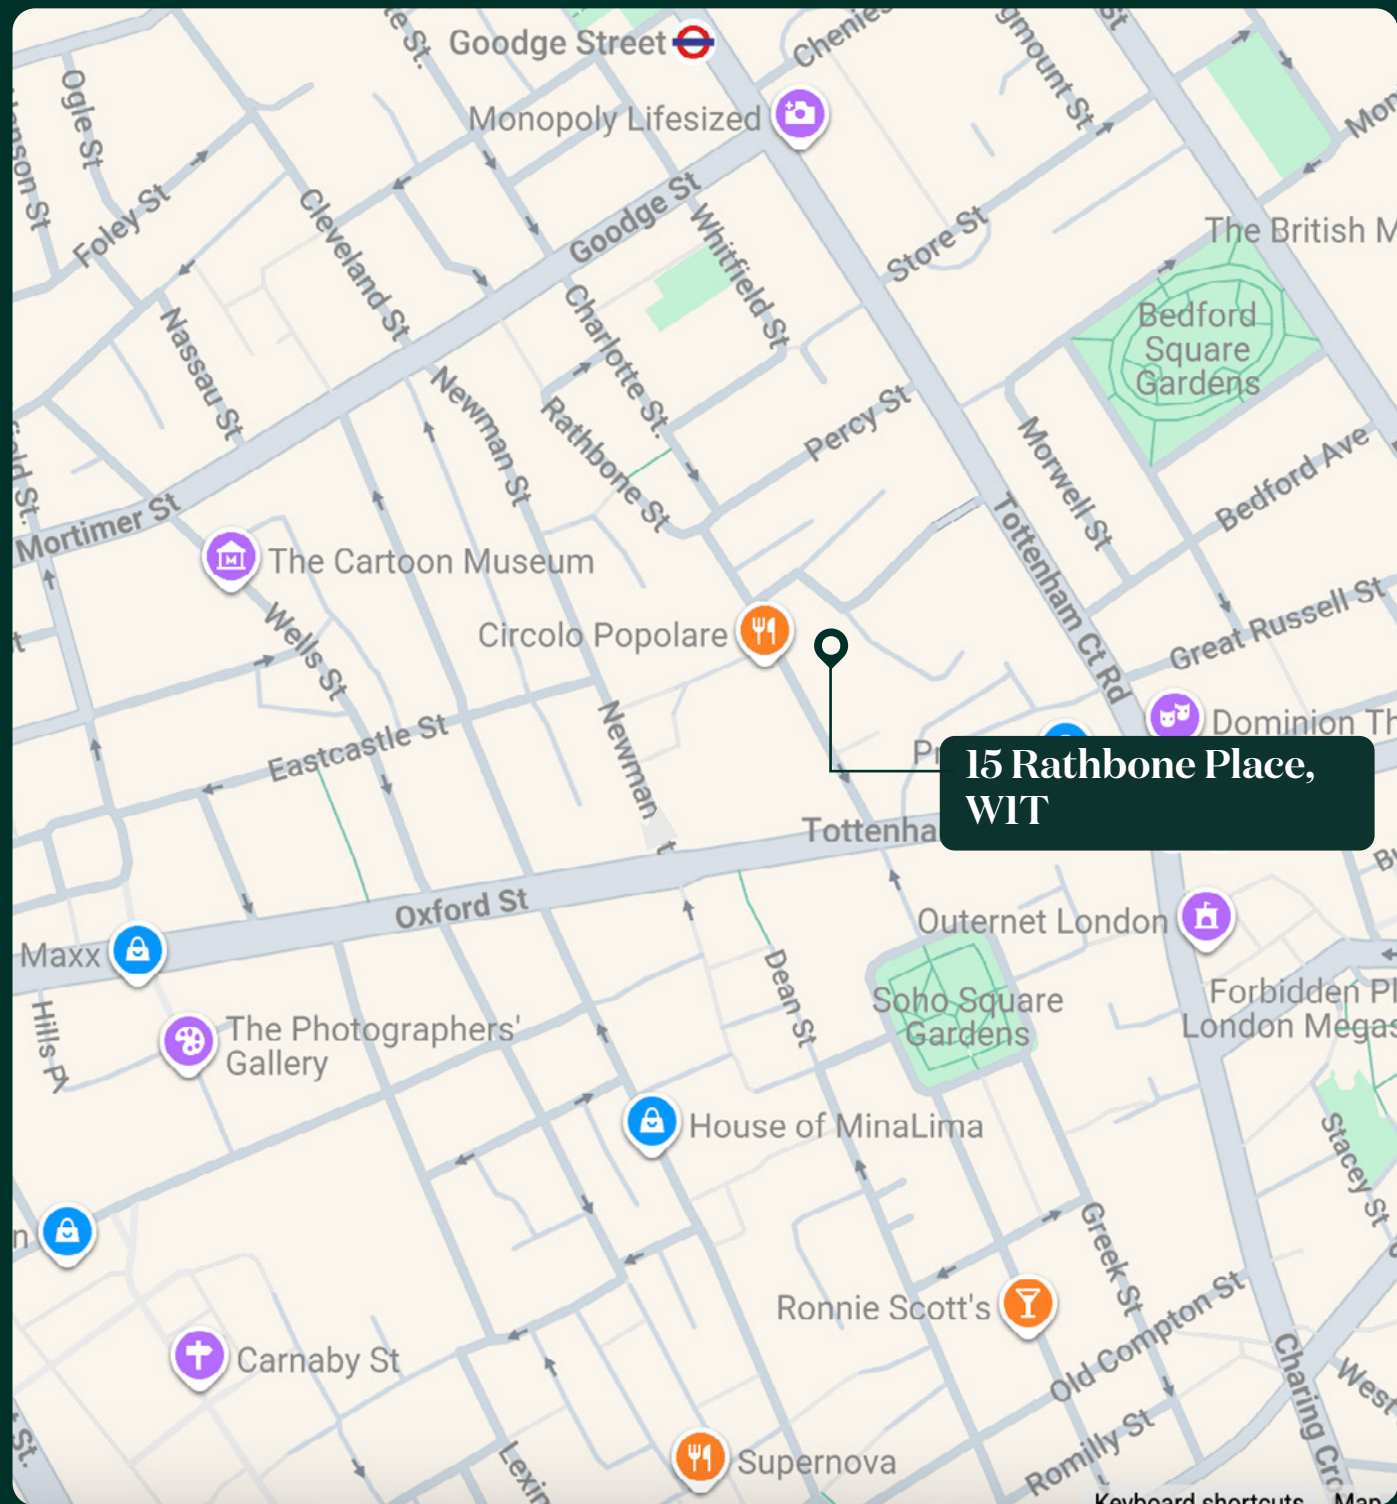 Goodge Street
Chenies
Monopoly Lifesized
Ogle St
Foley St
Cleveland St
Goodge St
Whitfield St
Store St
The British M
Bedford
Square
Gardens
Nassau St
Charlotte St.
Newman St
Rathbone St
Percy St
Morwell St
Bedford Ave
Mortimer St
Tottenham Ct Rd
The Cartoon Museum
Wells St
Circolo Popolare
Great Russell St
Newman
Eastcastle St
Dominion Th
15 Rathbone Place,
W1T
Oxford St
Outernet London
Maxx
Dean St
Soho Square
Gardens
Forbidden Pl
London Megas
Hills Pl
The Photographers'
Gallery
House of MinaLima
Stacey St
Greek St
Ronnie Scott's
Old Compton St
Carnaby St
Charing Cro
West
Romilly St
Supernova
Lexin
Keyboard shortcuts
Map